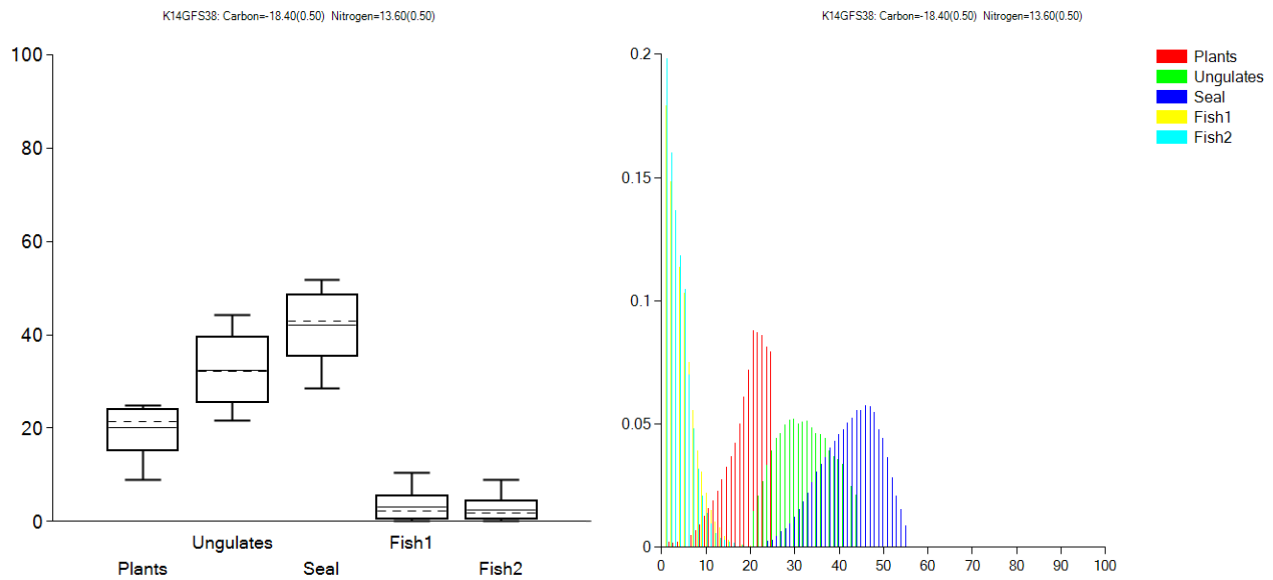 K14GFS38: Carbon=-18.40(0.50) Nitrogen=13.60(0.50)
100
80
60
40
20
0
Ungulates Fish1
Plants Seal Fish2
K14GFS38: Carbon=-18.40(0.50) Nitrogen=13.60(0.50)
0.2
0.15
0.1
0.05
0
0 10 20 30 40 50 60 70 80 90 100
Plants
Ungulates
Seal
Fish1
Fish2